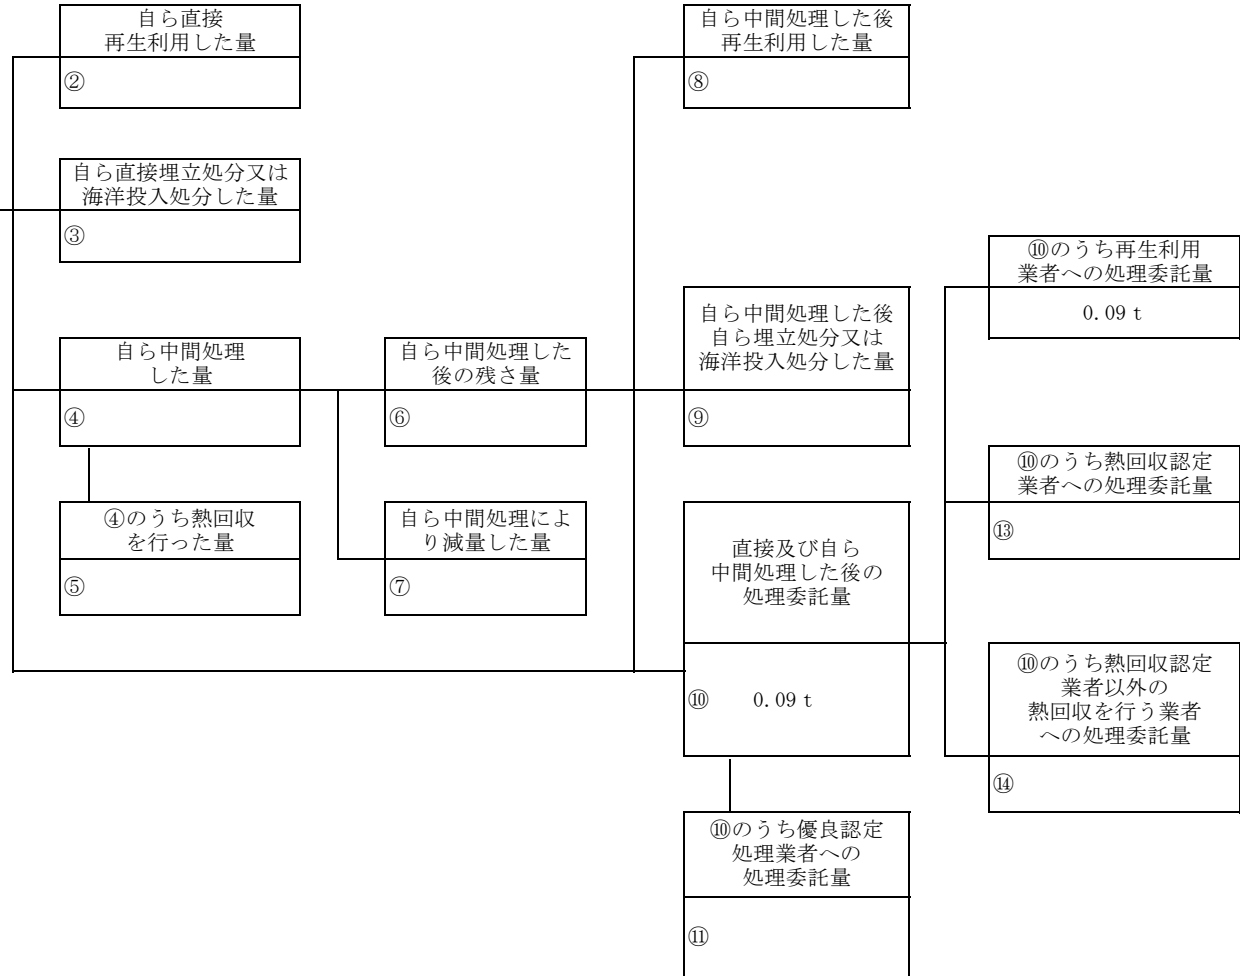 自ら直接
再生利用した量
②
自ら中間処理した後
再生利用した量
⑧
自ら直接埋立処分又は
海洋投入処分した量
③
⑩のうち再生利用
業者への処理委託量
0.09 t
自ら中間処理した後
自ら埋立処分又は
海洋投入処分した量
⑨
自ら中間処理
した量
④
自ら中間処理した
後の残さ量
⑥
⑩のうち熱回収認定
業者への処理委託量
⑬
④のうち熱回収
を行った量
⑤
自ら中間処理によ
り減量した量
⑦
直接及び自ら
中間処理した後の
処理委託量
⑩ 0.09 t
⑩のうち熱回収認定
業者以外の
熱回収を行う業者
への処理委託量
⑭
⑩のうち優良認定
処理業者への
処理委託量
⑪